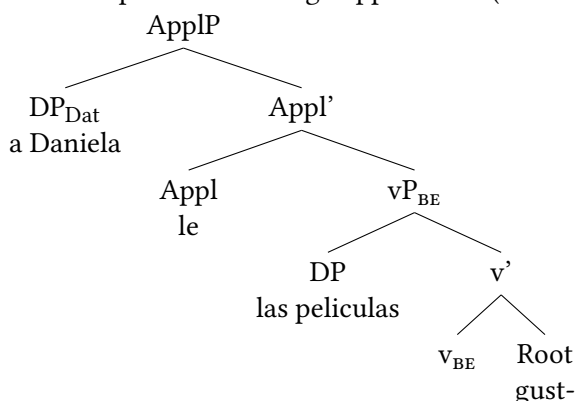 ApplP
DP_Dat Appl'
a Daniela
Appl vP_BE
le
DP v'
las peliculas
v_BE Root
gust-